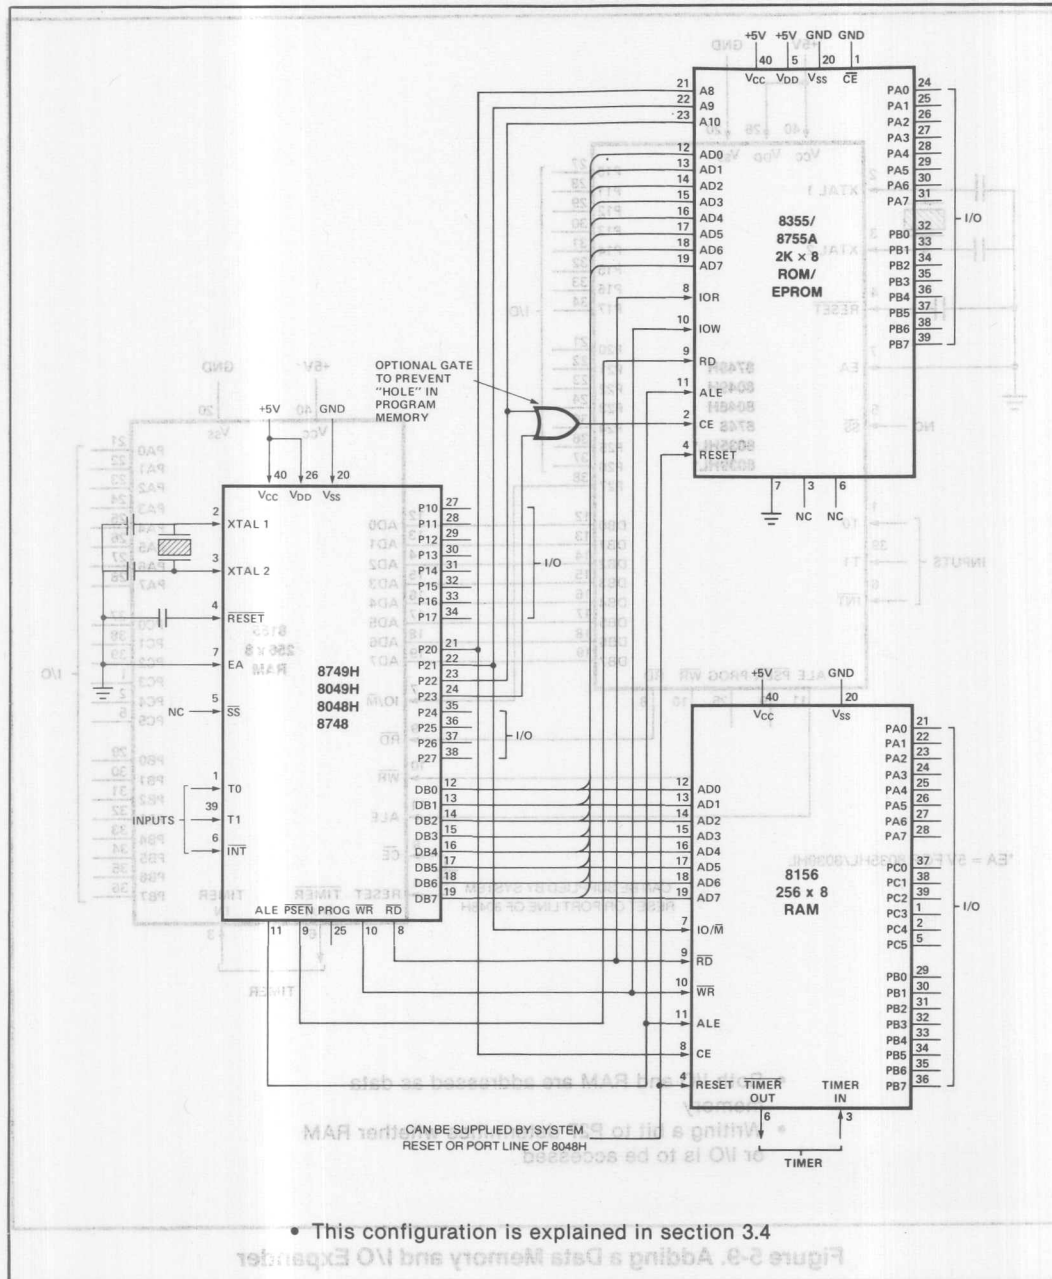 +5V +5V GND GND
40 5 20 1
VCC VDD VSS CE
21 A8
22 A9
23 A10
12 AD0
13 AD1
14 AD2
15 AD3
16 AD4
17 AD5
18 AD6
19 AD7
8 IOR
10 IOW
9 RD
11 ALE
2 CE
4 RESET
8355/
8755A
2K × 8
ROM/
EPROM
PA0 24
PA1 25
PA2 26
PA3 27
PA4 28
PA5 29
PA6 30
PA7 31
I/O
PB0 32
PB1 33
PB2 34
PB3 35
PB4 36
PB5 37
PB6 38
PB7 39
7 3 6
NC NC
OPTIONAL GATE
TO PREVENT
"HOLE" IN
PROGRAM
MEMORY
+5V GND
40 26 20
VCC VDD VSS
2 XTAL 1
3 XTAL 2
4 RESET
7 EA
NC 5 SS
INPUTS
1 T0
39 T1
6 INT
8749H
8049H
8048H
8748
P10 27
P11 28
P12 29
P13 30
P14 31
P15 32
P16 33
P17 34
I/O
P20 21
P21 22
P22 23
P23 24
P24 35
P25 36
P26 37
P27 38
I/O
DB0 12
DB1 13
DB2 14
DB3 15
DB4 16
DB5 17
DB6 18
DB7 19
ALE PSEN PROG WR RD
11 9 25 10 8
+5V GND
40 20
VCC VSS
12 AD0
13 AD1
14 AD2
15 AD3
16 AD4
17 AD5
18 AD6
19 AD7
7 IO/M
9 RD
10 WR
11 ALE
8 CE
4 RESET
8156
256 x 8
RAM
PA0 21
PA1 22
PA2 23
PA3 24
PA4 25
PA5 26
PA6 27
PA7 28
PC0 37
PC1 38
PC2 39
PC3 1
PC4 2
PC5 5
I/O
PB0 29
PB1 30
PB2 31
PB3 32
PB4 33
PB5 34
PB6 35
PB7 36
TIMER TIMER
OUT IN
6 3
TIMER
CAN BE SUPPLIED BY SYSTEM
RESET OR PORT LINE OF 8048H
• This configuration is explained in section 3.4